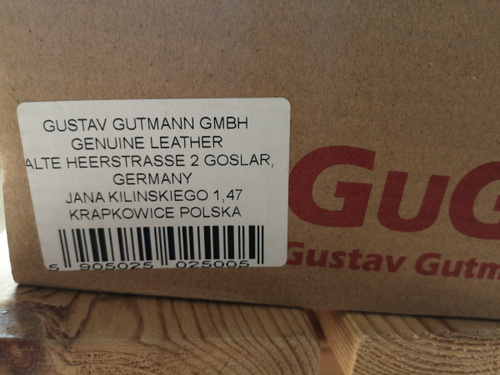 GUSTAV GUTMANN GMBH
GENUINE LEATHER
ALTE HEERSTRASSE 2 GOSLAR,
GERMANY
JANA KILINSKIEGO 1,47
KRAPKOWICE POLSKA
5 905025 025005
GuG
Gustav Gutm